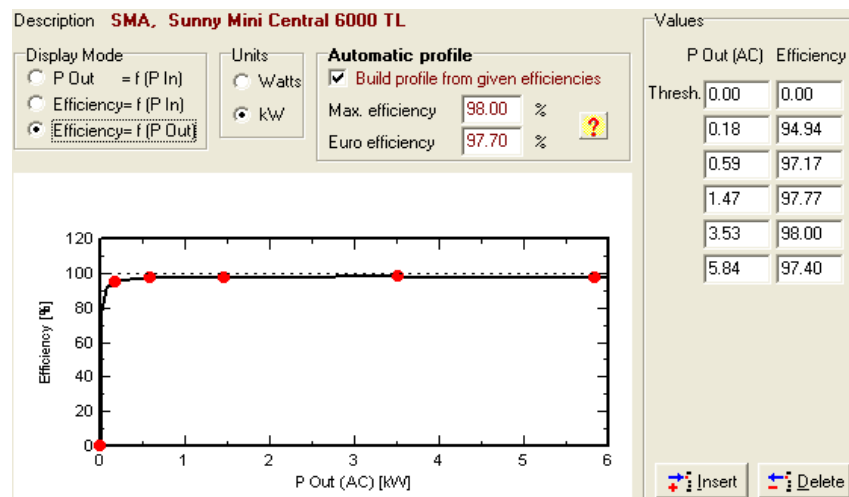 Description SMA, Sunny Mini Central 6000 TL
Display Mode
P Out = f (P In)
Efficiency= f (P In)
Efficiency= f (P Out)
Units
Watts
kW
Automatic profile
Build profile from given efficiencies
Max. efficiency 98.00 %
Euro efficiency 97.70 %
?
Values
P Out (AC) Efficiency
Thresh. 0.00 0.00
0.18 94.94
0.59 97.17
1.47 97.77
3.53 98.00
5.84 97.40
Efficiency [%]
120
100
80
60
40
20
0
0 1 2 3 4 5 6
P Out (AC) [kW]
Insert Delete